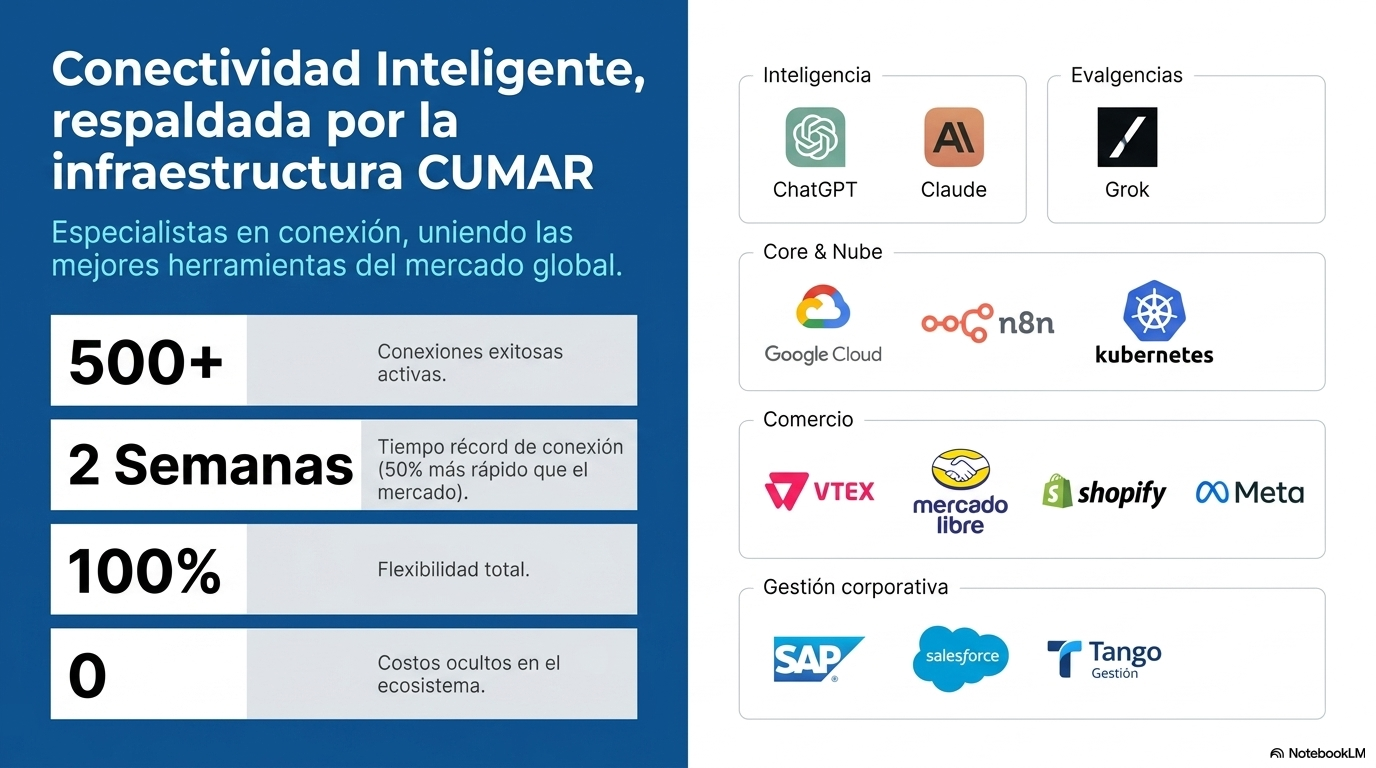 Conectividad Inteligente,
respaldada por la
infraestructura CUMAR
Especialistas en conexión, uniendo las
mejores herramientas del mercado global.
500+
Conexiones exitosas
activas.
2 Semanas
Tiempo récord de conexión
(50% más rápido que el
mercado).
100%
Flexibilidad total.
0
Costos ocultos en el
ecosistema.
Inteligencia
ChatGPT
Claude
Evalgencias
Grok
Core & Nube
Google Cloud
n8n
kubernetes
Comercio
VTEX
mercado
libre
shopify
Meta
Gestión corporativa
SAP
salesforce
Tango
Gestión
NotebookLM